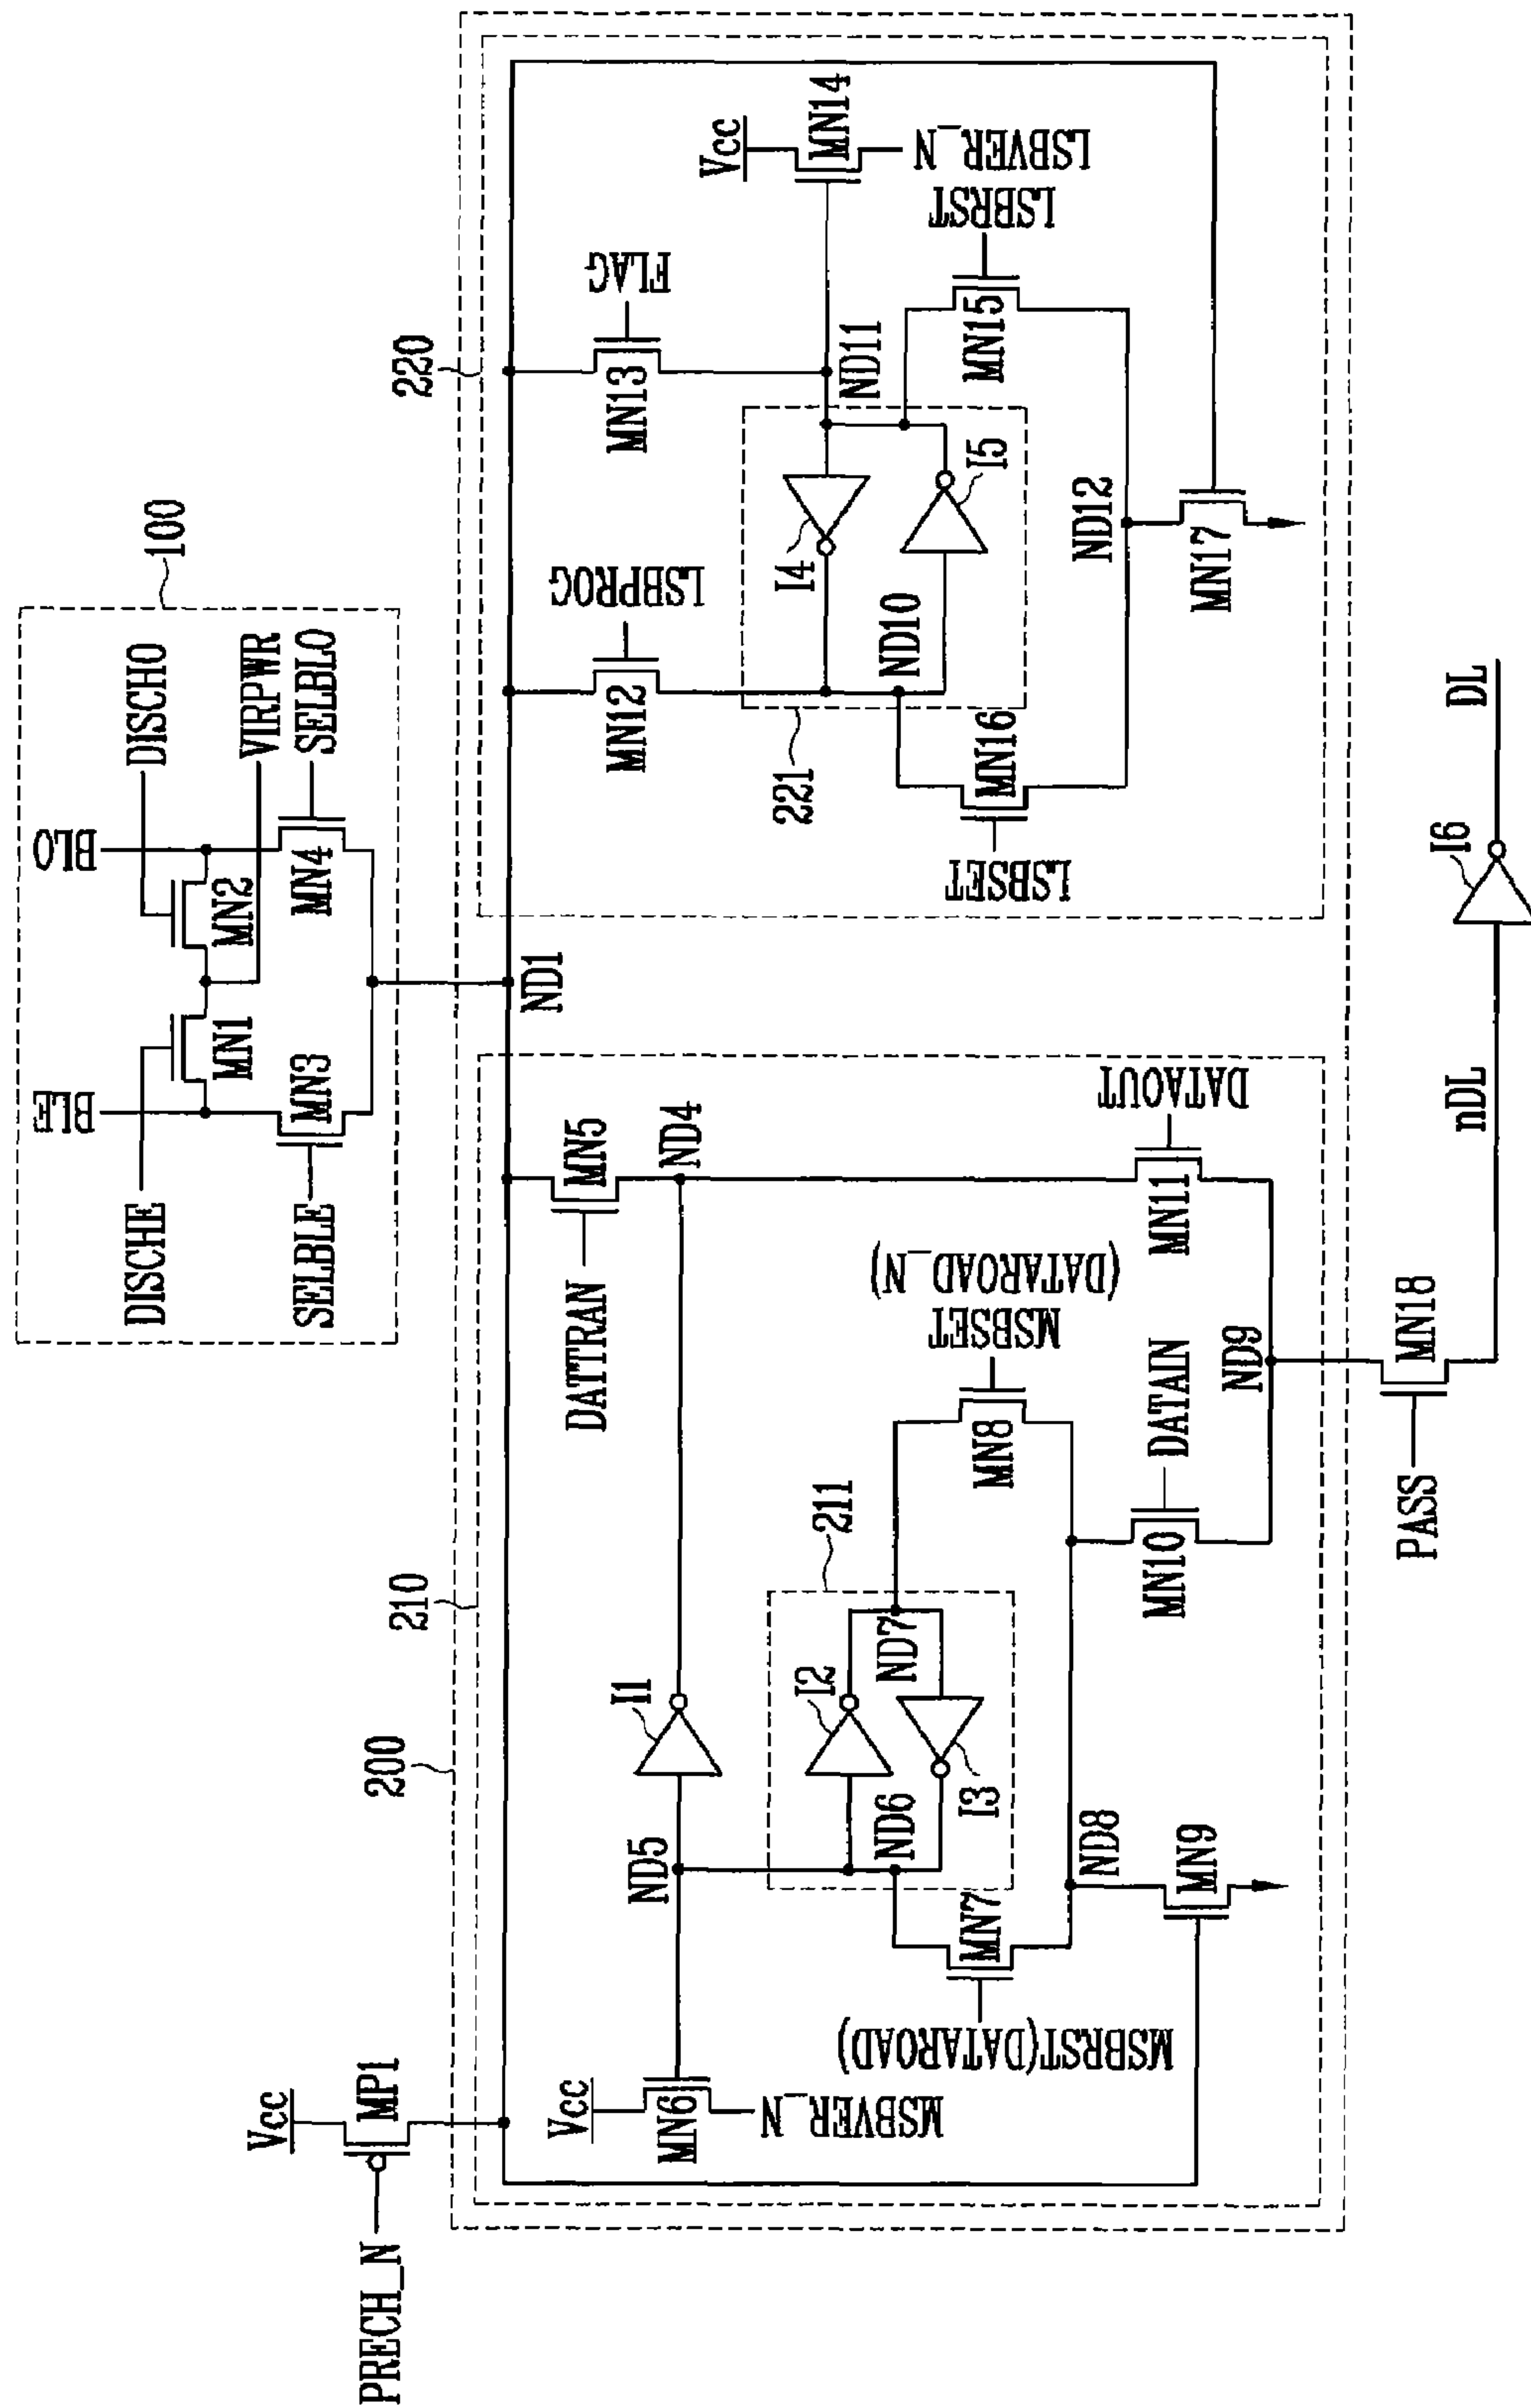 BLE
BLO
DISCHE
DISCHO
MN1
MN2
VIRPWR
SELBLE
MN3
MN4
SELBLO
100
Vcc
PRECH_N
MP1
ND1
200
210
220
DATTRAN
MN5
ND4
I1
ND5
Vcc
MN6
MSBVER_N
211
I2
ND7
ND6
I3
MN7
MSBRST(DATAROAD)
MN8
MSBSET
(DATAROAD_N)
ND8
MN9
MN10
DATAIN
MN11
DATAOUT
ND9
PASS
MN18
nDL
I6
DL
LSBPROG
MN12
FLAG
MN13
ND11
Vcc
MN14
LSBVER_N
I4
I5
ND10
221
MN16
LSBSET
MN15
LSBRST
ND12
MN17